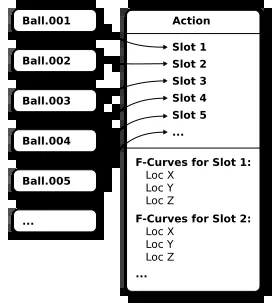 Ball.001
Ball.002
Ball.003
Ball.004
Ball.005
...
Action
Slot 1
Slot 2
Slot 3
Slot 4
Slot 5
...
F-Curves for Slot 1:
Loc X
Loc Y
Loc Z
F-Curves for Slot 2:
Loc X
Loc Y
Loc Z
...